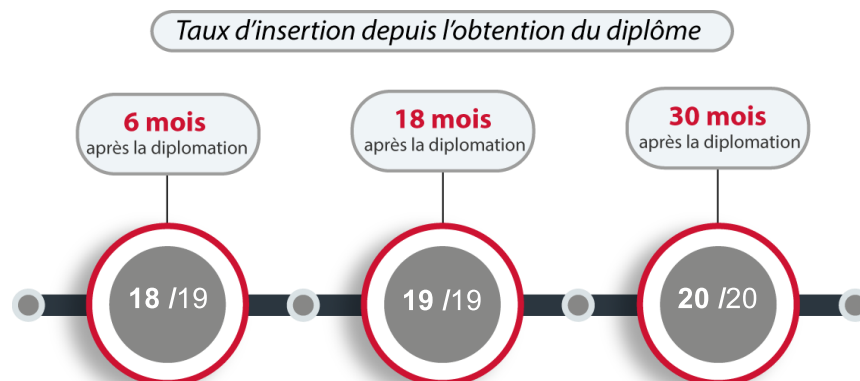 Taux d'insertion depuis l'obtention du diplôme
6 mois
après la diplomation
18 mois
après la diplomation
30 mois
après la diplomation
18 /19
19 /19
20 /20